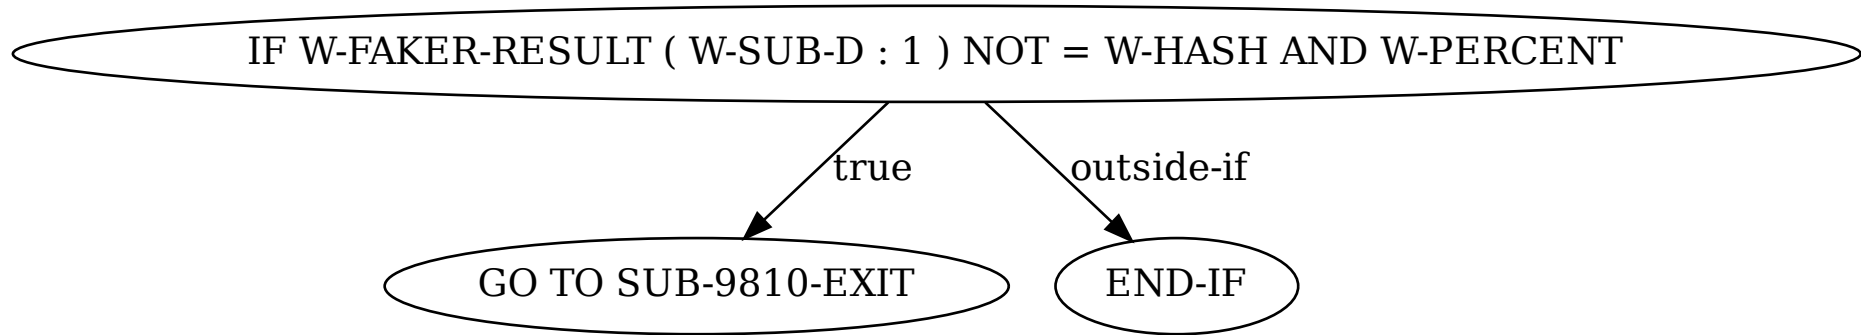 IF W-FAKER-RESULT ( W-SUB-D : 1 ) NOT = W-HASH AND W-PERCENT
true
outside-if
GO TO SUB-9810-EXIT
END-IF